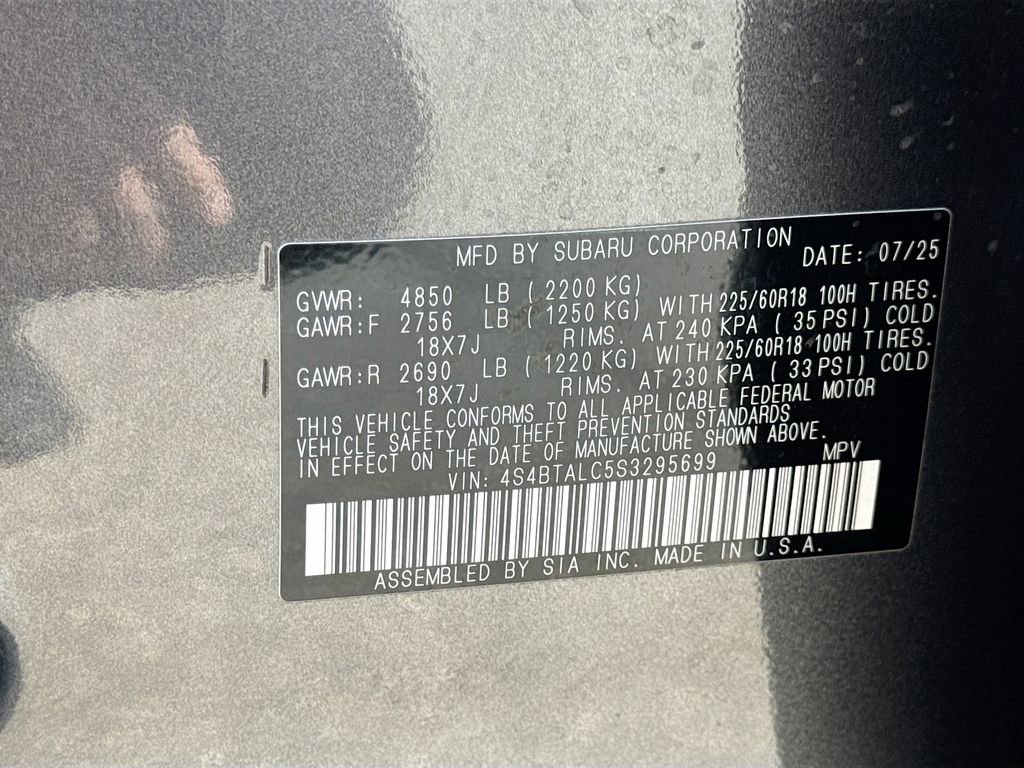 MFD BY SUBARU CORPORATION DATE: 07/25
GVWR: 4850 LB ( 2200 KG)
GAWR:F 2756 LB ( 1250 KG) WITH 225/60R18 100H TIRES.
18X7J RIMS. AT 240 KPA ( 35 PSI) COLD
GAWR:R 2690 LB ( 1220 KG) WITH 225/60R18 100H TIRES.
18X7J RIMS. AT 230 KPA ( 33 PSI) COLD
THIS VEHICLE CONFORMS TO ALL APPLICABLE FEDERAL MOTOR
VEHICLE SAFETY AND THEFT PREVENTION STANDARDS
IN EFFECT ON THE DATE OF MANUFACTURE SHOWN ABOVE.
VIN: 4S4BTALC5S3295699 MPV
ASSEMBLED BY SIA INC. MADE IN U.S.A.